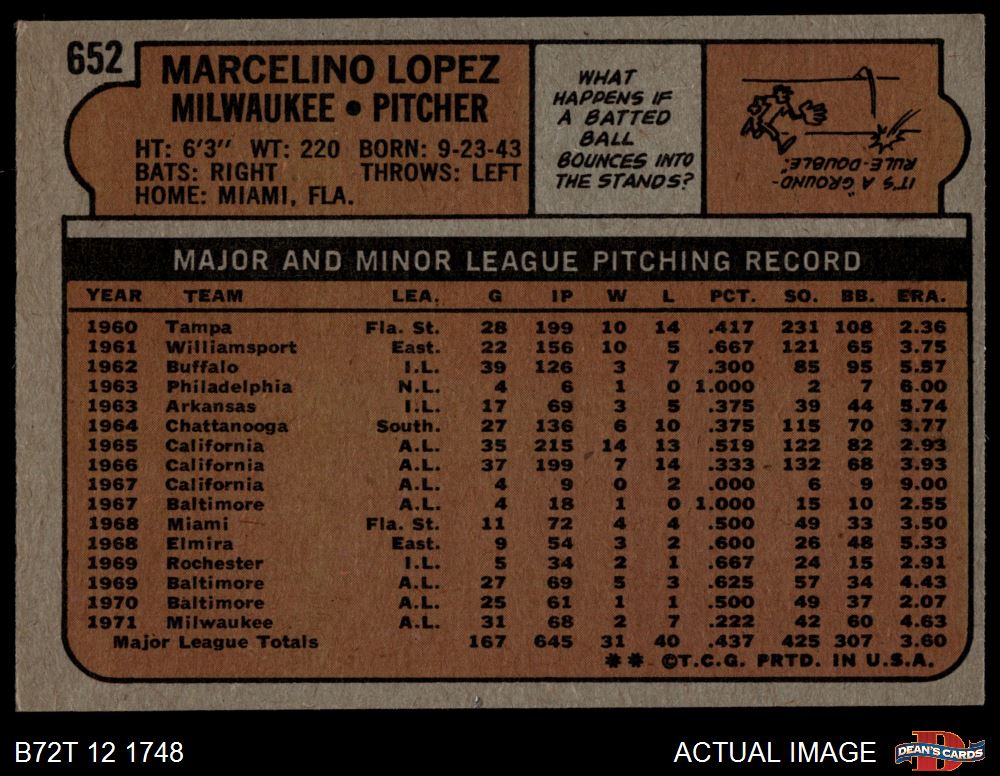 652
MARCELINO LOPEZ
MILWAUKEE • PITCHER
HT: 6'3" WT: 220 BORN: 9-23-43
BATS: RIGHT THROWS: LEFT
HOME: MIAMI, FLA.
WHAT
HAPPENS IF
A BATTED
BALL
BOUNCES INTO
THE STANDS?
IT'S A "GROUND-
RULE-DOUBLE."
MAJOR AND MINOR LEAGUE PITCHING RECORD
YEAR TEAM LEA. G IP W L PCT. SO. BB. ERA.
1960 Tampa Fla. St. 28 199 10 14 .417 231 108 2.36
1961 Williamsport East. 22 156 10 5 .667 121 65 3.75
1962 Buffalo I.L. 39 126 3 7 .300 85 95 5.57
1963 Philadelphia N.L. 4 6 1 0 1.000 2 7 6.00
1963 Arkansas I.L. 17 69 3 5 .375 39 44 5.74
1964 Chattanooga South. 27 136 6 10 .375 115 70 3.77
1965 California A.L. 35 215 14 13 .519 122 82 2.93
1966 California A.L. 37 199 7 14 .333 132 68 3.93
1967 California A.L. 4 9 0 2 .000 6 9 9.00
1967 Baltimore A.L. 4 18 1 0 1.000 15 10 2.55
1968 Miami Fla. St. 11 72 4 4 .500 49 33 3.50
1968 Elmira East. 9 54 3 2 .600 26 48 5.33
1969 Rochester I.L. 5 34 2 1 .667 24 15 2.91
1969 Baltimore A.L. 27 69 5 3 .625 57 34 4.43
1970 Baltimore A.L. 25 61 1 1 .500 49 37 2.07
1971 Milwaukee A.L. 31 68 2 7 .222 42 60 4.63
Major League Totals 167 645 31 40 .437 425 307 3.60
** ©T.C.G. PRTD. IN U.S.A.
B72T 12 1748
ACTUAL IMAGE
DEAN'S CARDS